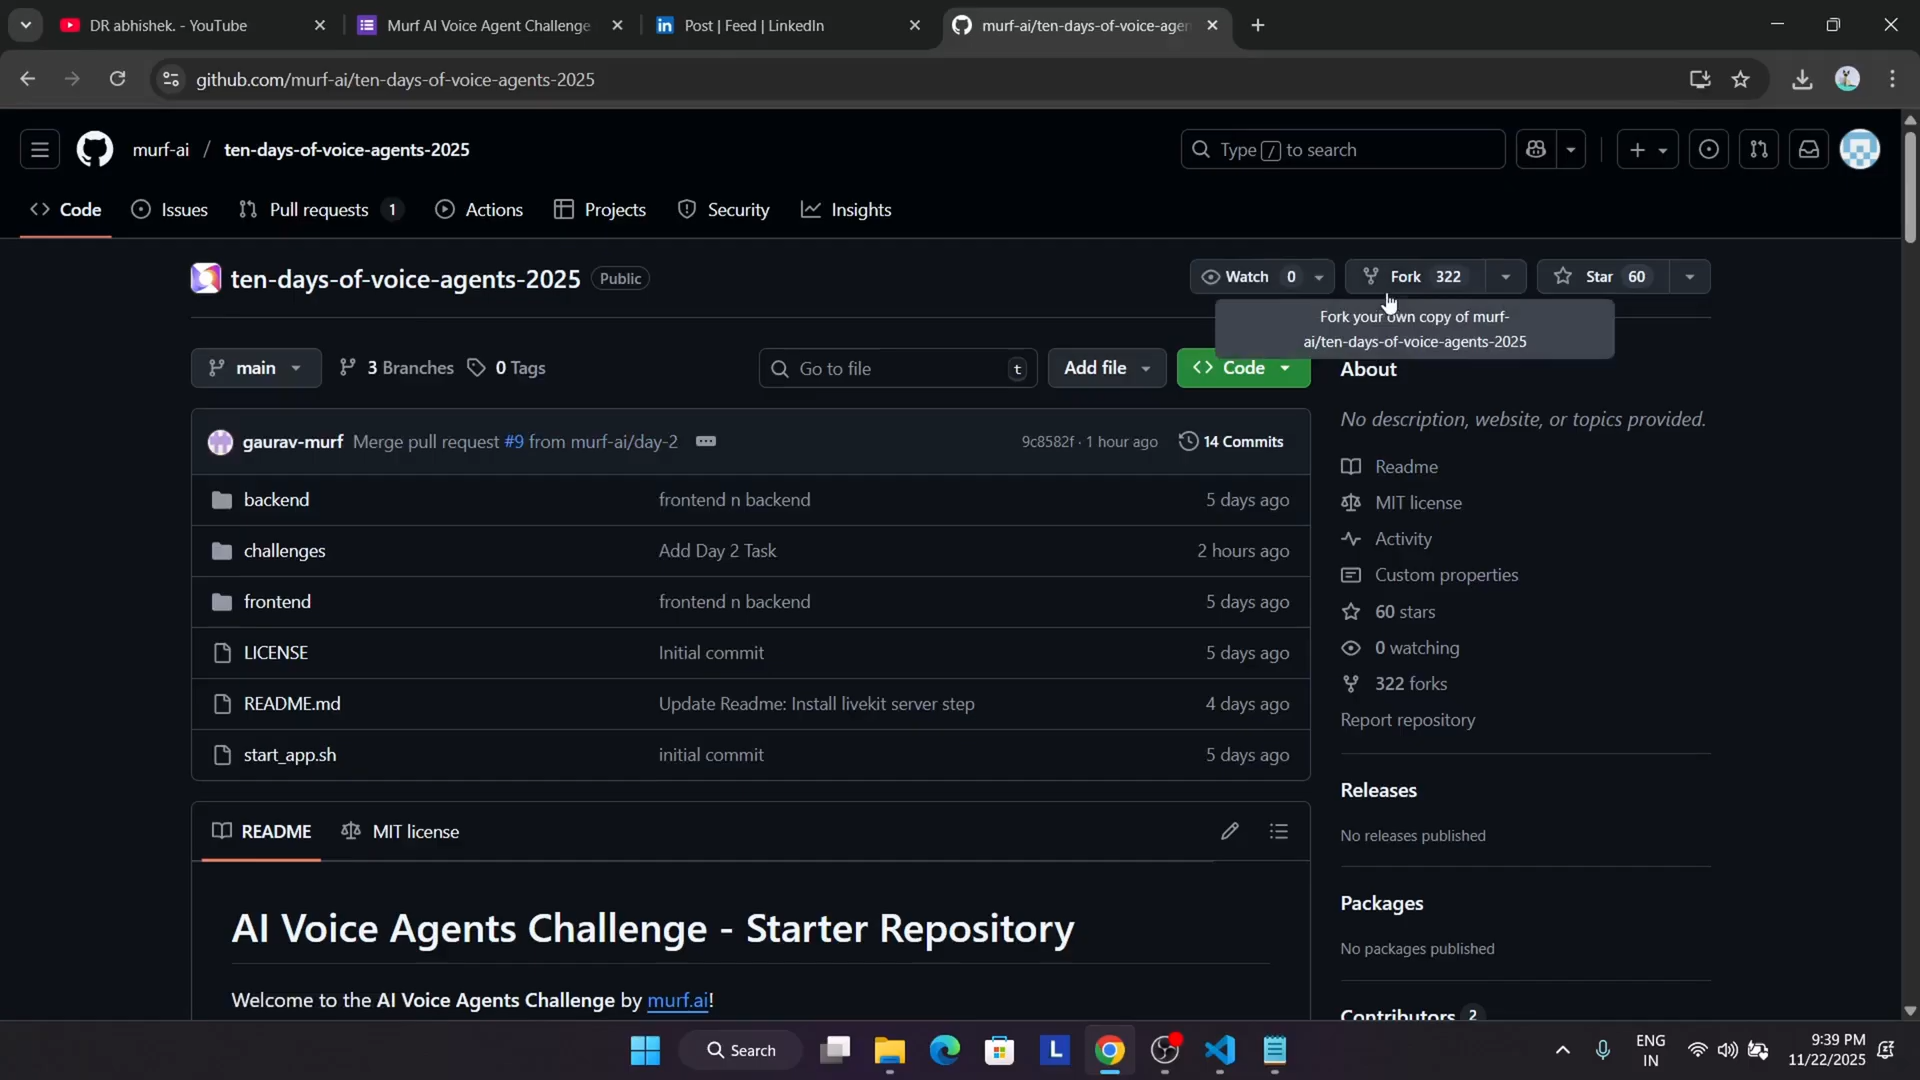 DR abhishek. - YouTube
Murf AI Voice Agent Challenge
Post | Feed | LinkedIn
murf-ai/ten-days-of-voice-agen
github.com/murf-ai/ten-days-of-voice-agents-2025
murf-ai / ten-days-of-voice-agents-2025
Type / to search
Code
Issues
Pull requests 1
Actions
Projects
Security
Insights
ten-days-of-voice-agents-2025 Public
Watch 0
Fork 322
Star 60
Fork your own copy of murf-
ai/ten-days-of-voice-agents-2025
main
3 Branches
0 Tags
Go to file t
Add file
Code
gaurav-murf Merge pull request #9 from murf-ai/day-2
9c8582f · 1 hour ago
14 Commits
backend frontend n backend 5 days ago
challenges Add Day 2 Task 2 hours ago
frontend frontend n backend 5 days ago
LICENSE Initial commit 5 days ago
README.md Update Readme: Install livekit server step 4 days ago
start_app.sh initial commit 5 days ago
README
MIT license
AI Voice Agents Challenge - Starter Repository
Welcome to the AI Voice Agents Challenge by murf.ai!
About
No description, website, or topics provided.
Readme
MIT license
Activity
Custom properties
60 stars
0 watching
322 forks
Report repository
Releases
No releases published
Packages
No packages published
Contributors 2
Search
L
ENG
IN
9:39 PM
11/22/2025